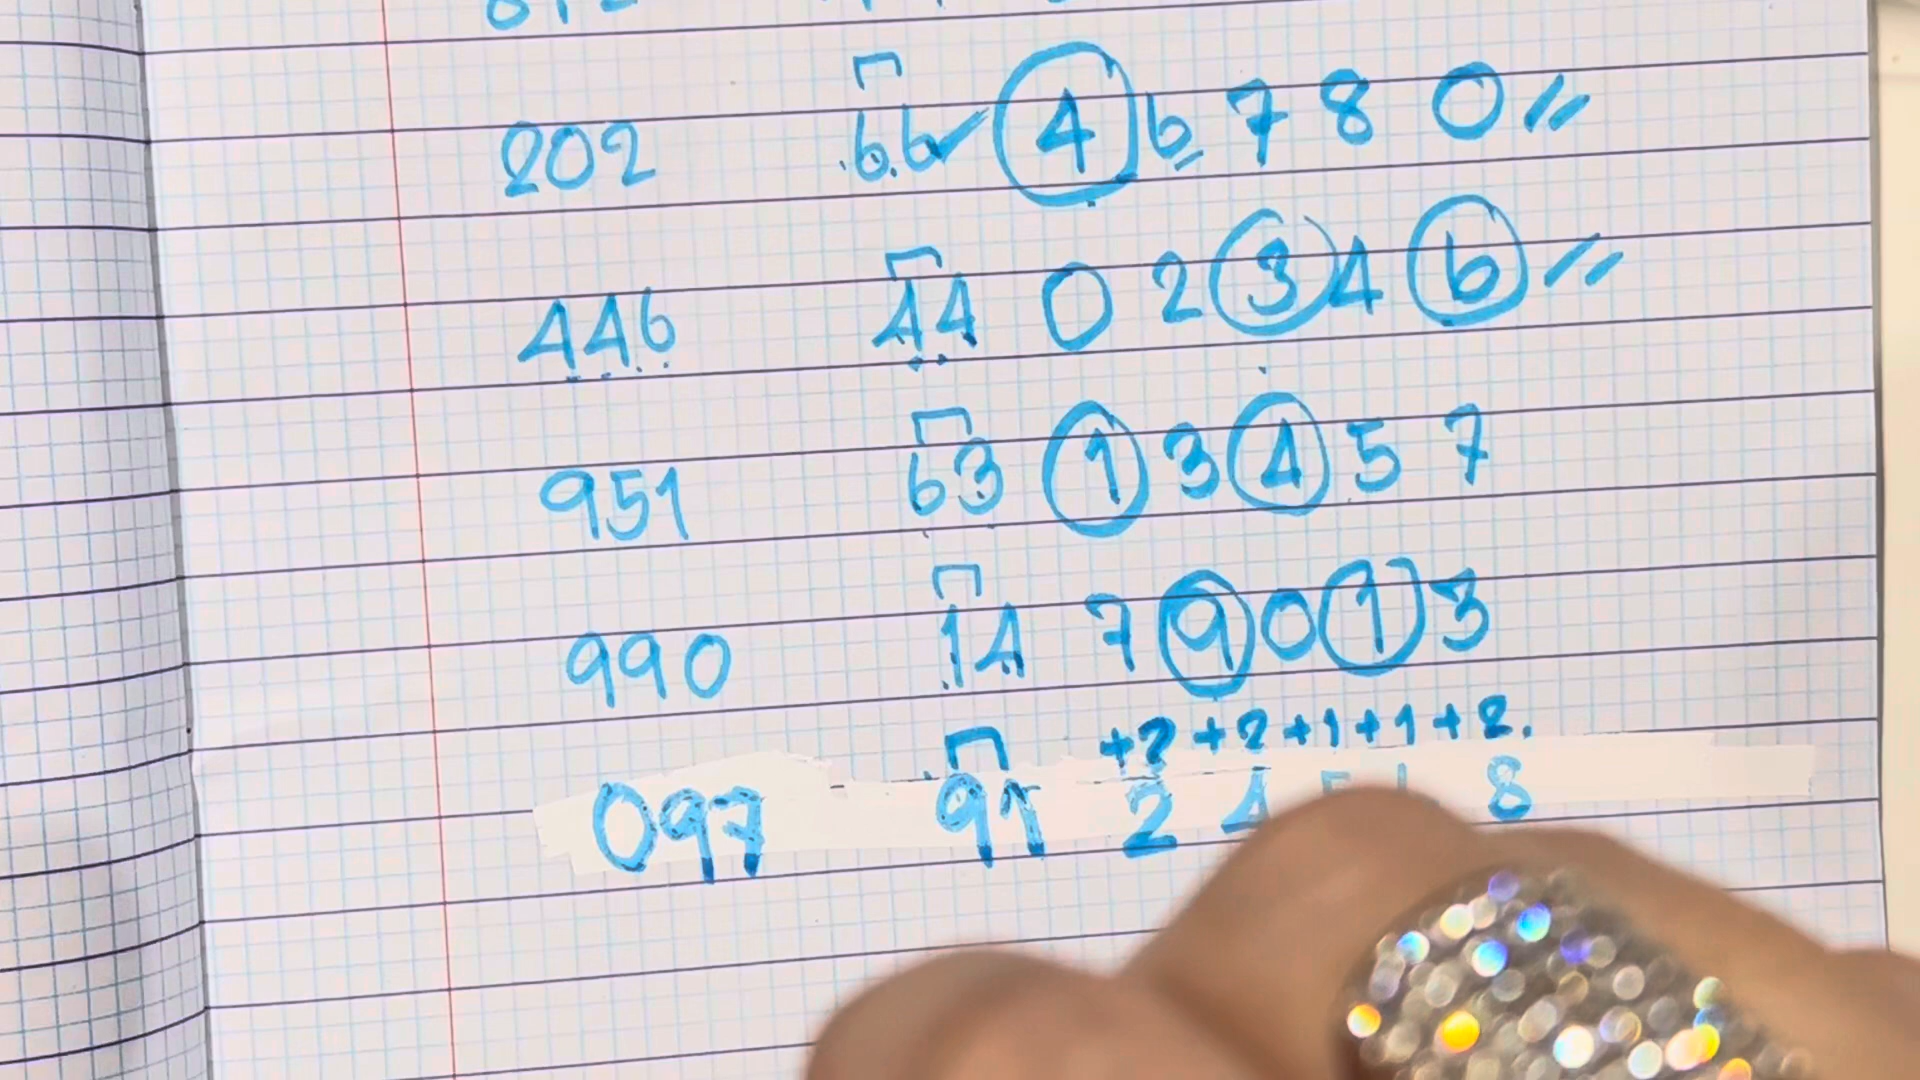 202 66✓ 4 6 7 8 0 //
446 44 0 2 3 4 6 //
951 63 1 3 4 5 7
990 14 7 9 0 1 3
+2 +2 +1 +1 +2.
097 91 2 4 8